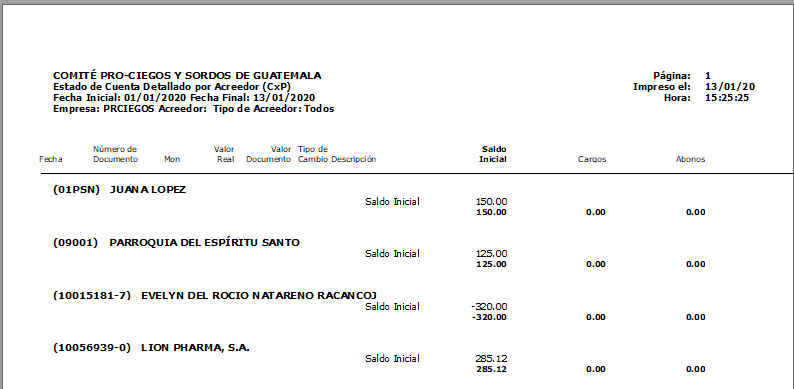 COMITÉ PRO-CIEGOS Y SORDOS DE GUATEMALA Página: 1
Estado de Cuenta Detallado por Acreedor (CxP) Impreso el: 13/01/20
Fecha Inicial: 01/01/2020 Fecha Final: 13/01/2020 Hora: 15:25:25
Empresa: PRCIEGOS Acreedor: Tipo de Acreedor: Todos
Número de Valor Valor Tipo de Saldo
Fecha Documento Mon Real Documento Cambio Descripción Inicial Cargos Abonos
(01PSN) JUANA LOPEZ
Saldo Inicial 150.00
150.00 0.00 0.00
(09001) PARROQUIA DEL ESPÍRITU SANTO
Saldo Inicial 125.00
125.00 0.00 0.00
(10015181-7) EVELYN DEL ROCIO NATARENO RACANCOJ
Saldo Inicial -320.00
-320.00 0.00 0.00
(10056939-0) LION PHARMA, S.A.
Saldo Inicial 285.12
285.12 0.00 0.00